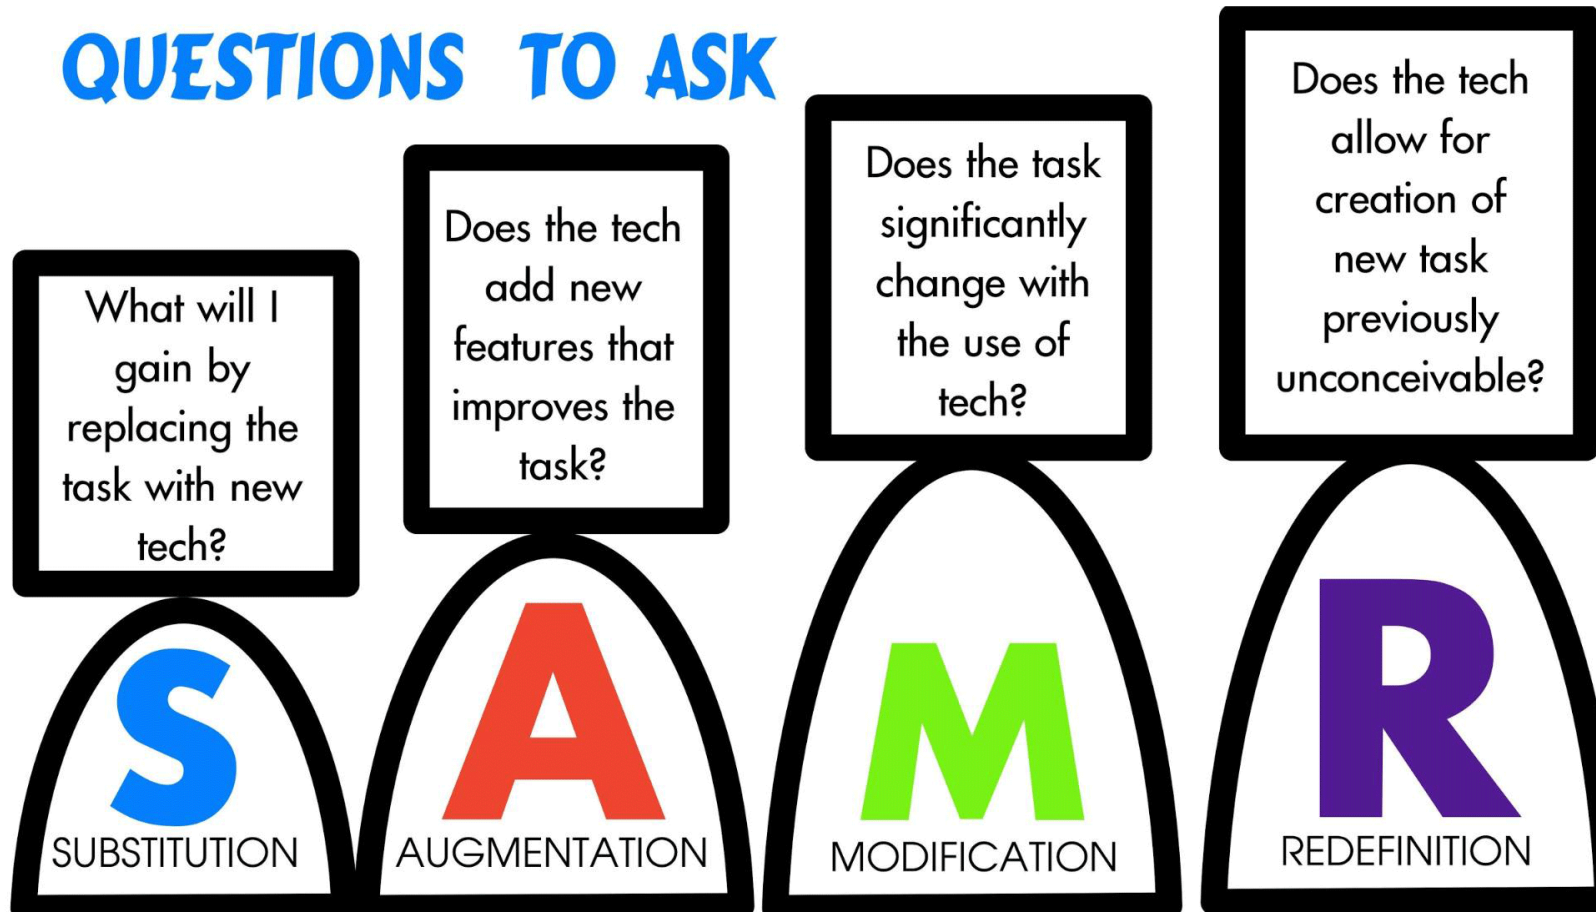 QUESTIONS TO ASK
What will I
gain by
replacing the
task with new
tech?
S
SUBSTITUTION
Does the tech
add new
features that
improves the
task?
A
AUGMENTATION
Does the task
significantly
change with
the use of
tech?
M
MODIFICATION
Does the tech
allow for
creation of
new task
previously
unconceivable?
R
REDEFINITION